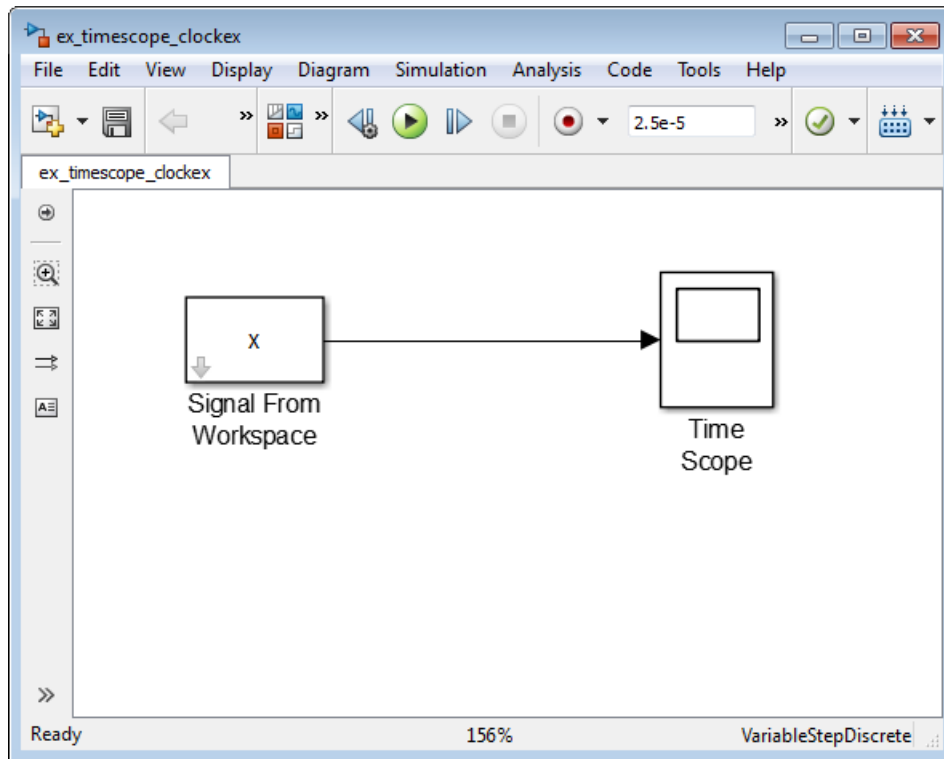 ex_timescope_clockex
File Edit View Display Diagram Simulation Analysis Code Tools Help
» » 2.5e-5 »
ex_timescope_clockex
X
Signal From
Workspace
Time
Scope
A
»
Ready 156% VariableStepDiscrete